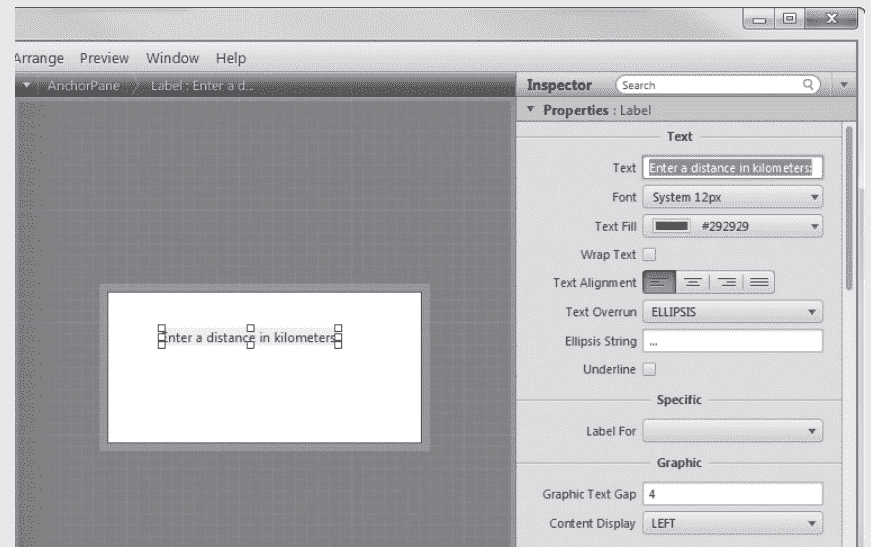 Arrange Preview Window Help
AnchorPane Label : Enter a d...
Inspector Search
Properties : Label
Text
Text Enter a distance in kilometers:
Font System 12px
Text Fill #292929
Wrap Text
Text Alignment
Text Overrun ELLIPSIS
Ellipsis String ...
Underline
Specific
Label For
Graphic
Graphic Text Gap 4
Content Display LEFT
Enter a distance in kilometers: